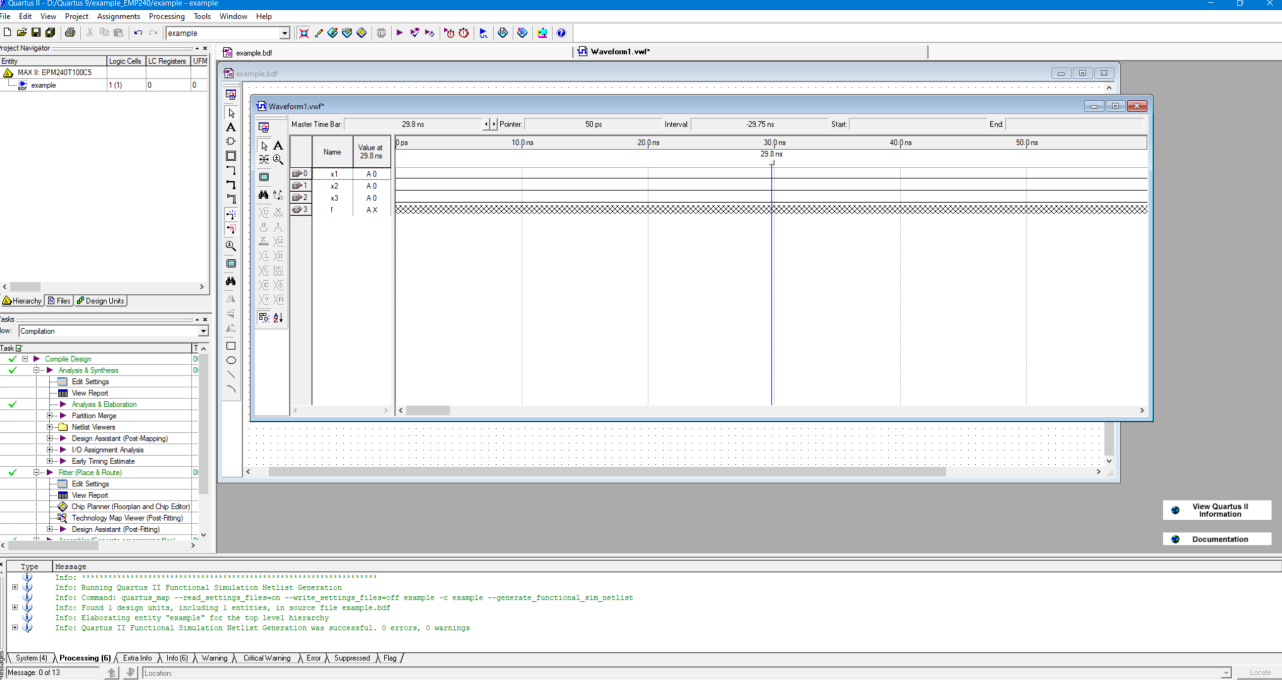 Quartus II - D:/Quartus 9/example_EMP240/example - example
File Edit View Project Assignments Processing Tools Window Help
example
Project Navigator
Entity Logic Cells LC Registers UFM
MAX II: EPM240T100C5
example 1 (1) 0 0
Hierarchy Files Design Units
Tasks
Flow: Compilation
Task
Compile Design
Analysis & Synthesis
Edit Settings
View Report
Analysis & Elaboration
Partition Merge
Netlist Viewers
Design Assistant (Post-Mapping)
I/O Assignment Analysis
Early Timing Estimate
Fitter (Place & Route)
Edit Settings
View Report
Chip Planner (Floorplan and Chip Editor)
Technology Map Viewer (Post-Fitting)
Design Assistant (Post-Fitting)
example.bdf Waveform1.vwf*
example.bdf
Waveform1.vwf*
Master Time Bar: 29.8 ns Pointer: 50 ps Interval: -29.75 ns Start: End:
Name Value at 29.8 ns
0 ps 10.0 ns 20.0 ns 30.0 ns 40.0 ns 50.0 ns
29.8 ns
0 x1 A 0
1 x2 A 0
2 x3 A 0
3 f A X
View Quartus II Information
Documentation
Type Message
Info: Running Quartus II Functional Simulation Netlist Generation
Info: Command: quartus_map --read_settings_files=on --write_settings_files=off example -c example --generate_functional_sim_netlist
Info: Found 1 design units, including 1 entities, in source file example.bdf
Info: Elaborating entity "example" for the top level hierarchy
Info: Quartus II Functional Simulation Netlist Generation was successful. 0 errors, 0 warnings
System (4) Processing (6) Extra Info Info (6) Warning Critical Warning Error Suppressed Flag
Message: 0 of 13 Location: Locate